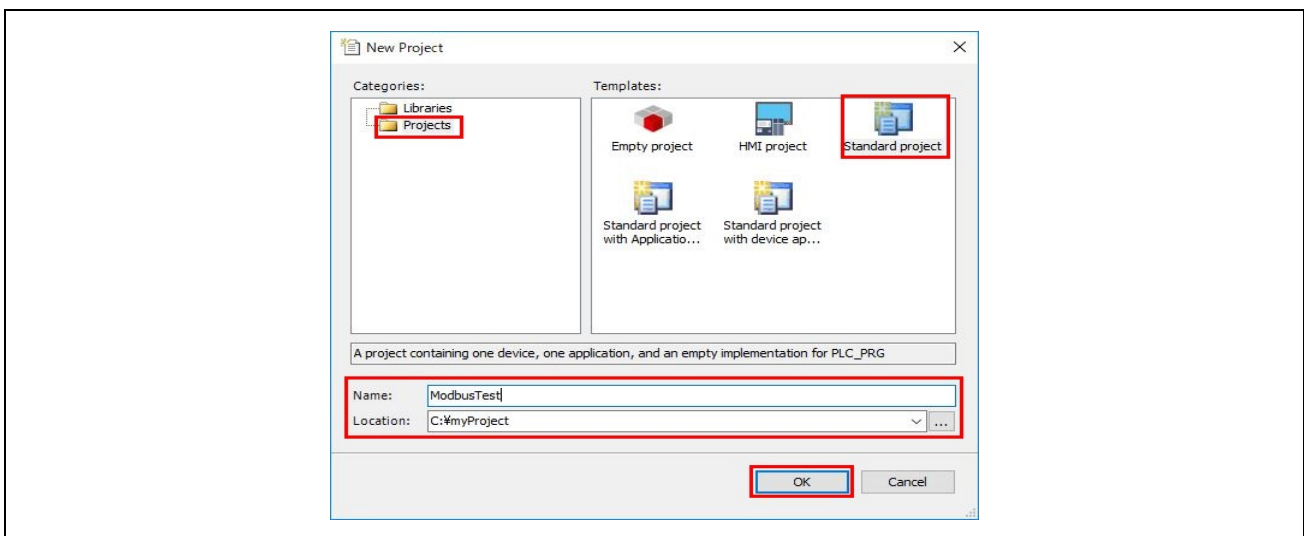 New Project
Categories:
Libraries
Projects
Templates:
Empty project
HMI project
Standard project
Standard project
with Applicatio...
Standard project
with device ap...
A project containing one device, one application, and an empty implementation for PLC_PRG
Name:
ModbusTest
Location:
C:¥myProject
...
OK
Cancel